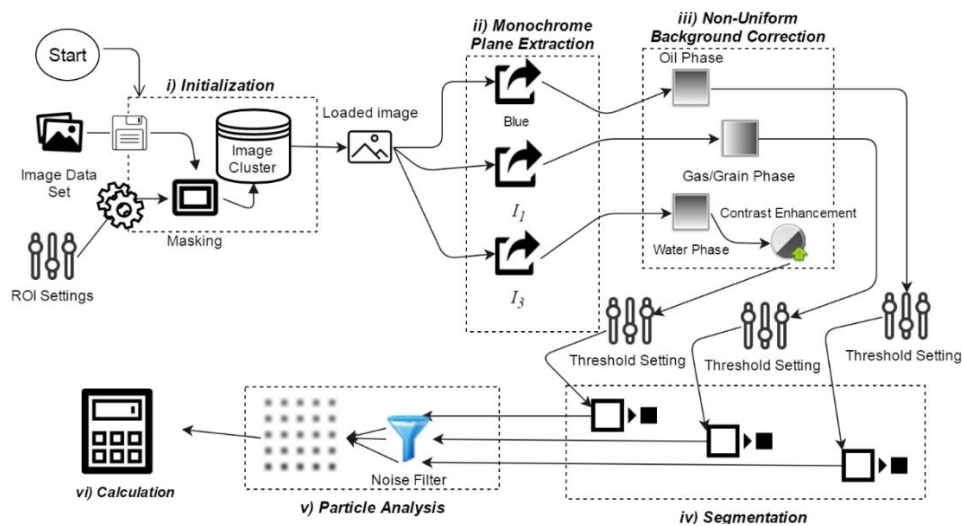 Start
i) Initialization
Image Data
Set
ROI Settings
Masking
Image
Cluster
Loaded image
ii) Monochrome
Plane Extraction
Blue
I1
I3
iii) Non-Uniform
Background Correction
Oil Phase
Gas/Grain Phase
Water Phase
Contrast Enhancement
Threshold Setting
Threshold Setting
Threshold Setting
iv) Segmentation
Noise Filter
v) Particle Analysis
vi) Calculation